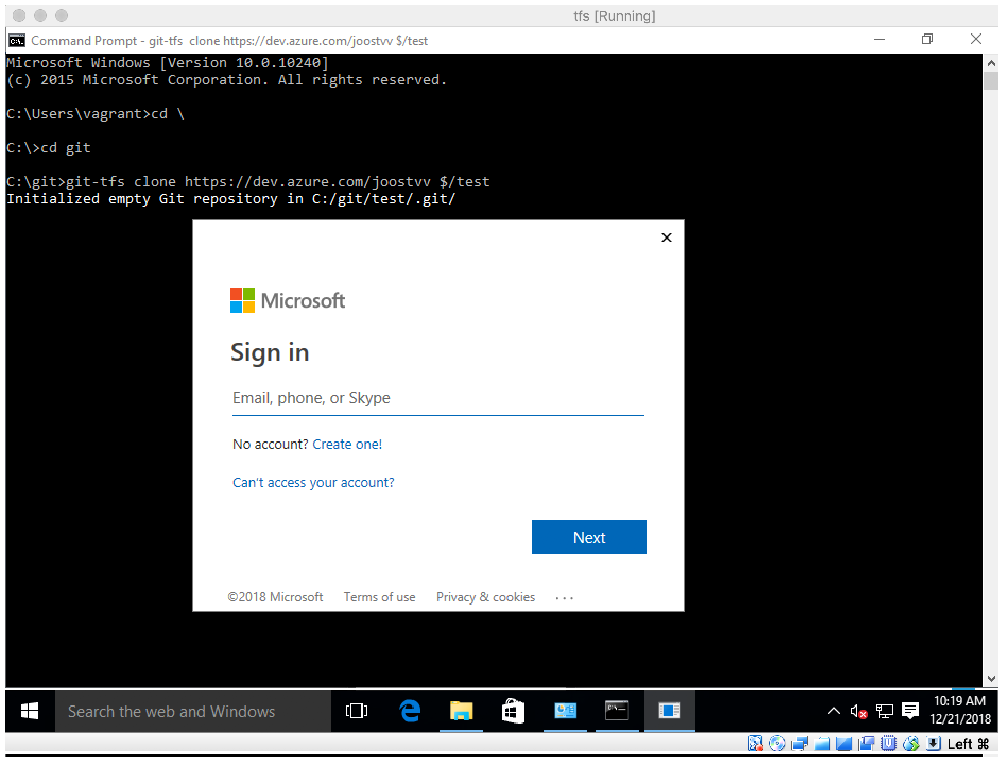 tfs [Running]
Command Prompt - git-tfs  clone https://dev.azure.com/joostvv $/test
Microsoft Windows [Version 10.0.10240]
(c) 2015 Microsoft Corporation. All rights reserved.
C:\Users\vagrant>cd \
C:\>cd git
C:\git>git-tfs clone https://dev.azure.com/joostvv $/test
Initialized empty Git repository in C:/git/test/.git/
Microsoft
Sign in
Email, phone, or Skype
No account? Create one!
Can't access your account?
Next
©2018 Microsoft Terms of use Privacy & cookies ...
Search the web and Windows
10:19 AM
12/21/2018
Left ⌘